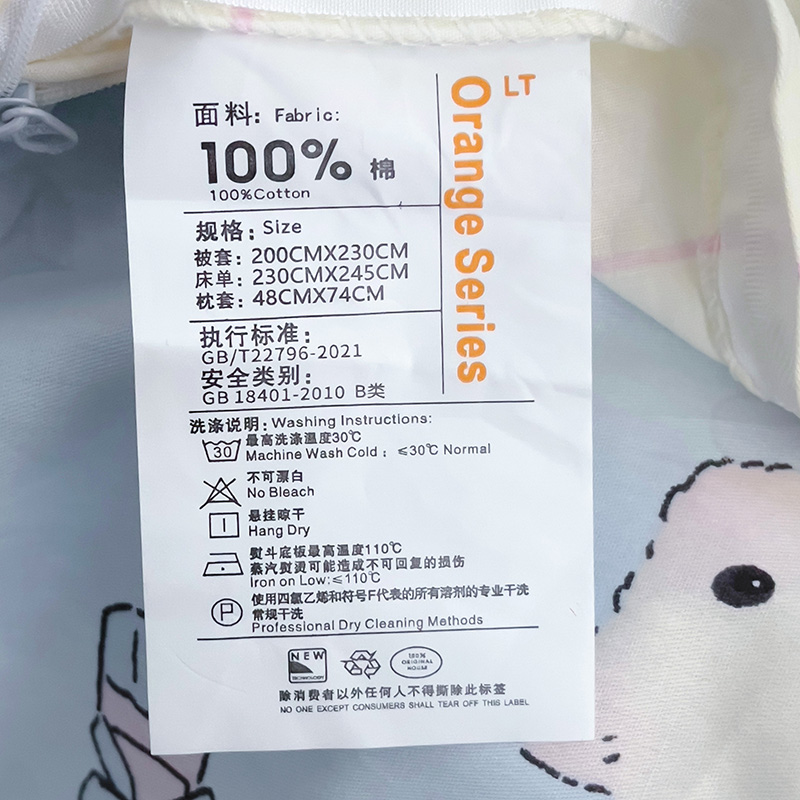 LT
Orange Series
面料: Fabric:
100% 棉
100%Cotton
规格: Size
被套: 200CMX230CM
床单: 230CMX245CM
枕套: 48CMX74CM
执行标准:
GB/T22796-2021
安全类别:
GB 18401-2010 B类
洗涤说明: Washing Instructions:
30
最高洗涤温度30℃
Machine Wash Cold: ≤30℃ Normal
不可漂白
No Bleach
悬挂晾干
Hang Dry
熨斗底板最高温度110℃
蒸汽熨烫可能造成不可回复的损伤
Iron on Low:≤110℃
P
使用四氯乙烯和符号F代表的所有溶剂的专业干洗
常规干洗
Professional Dry Cleaning Methods
NEW
TECHNOLOGY
除消费者以外任何人不得撕除此标签
NO ONE EXCEPT CONSUMERS SHALL TEAR OFF THIS LABEL